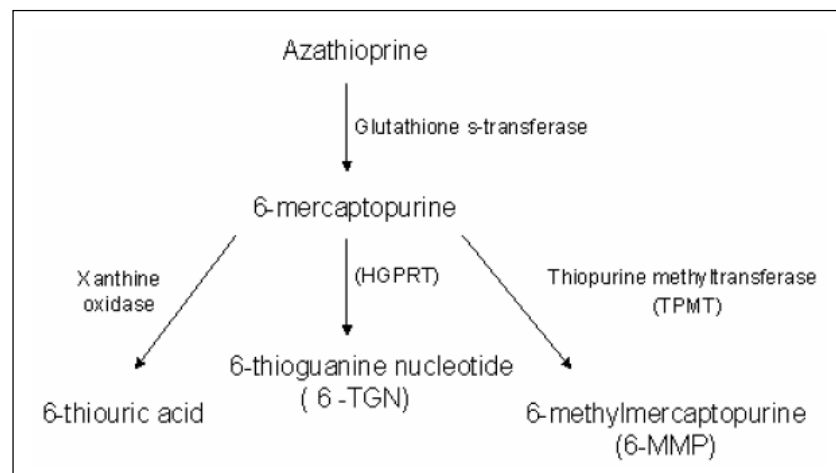 Azathioprine
Glutathione s-transferase
6-mercaptopurine
Xanthine
oxidase
(HGPRT)
Thiopurine methyltransferase
(TPMT)
6-thiouric acid
6-thioguanine nucleotide
( 6 -TGN)
6-methylmercaptopurine
(6-MMP)